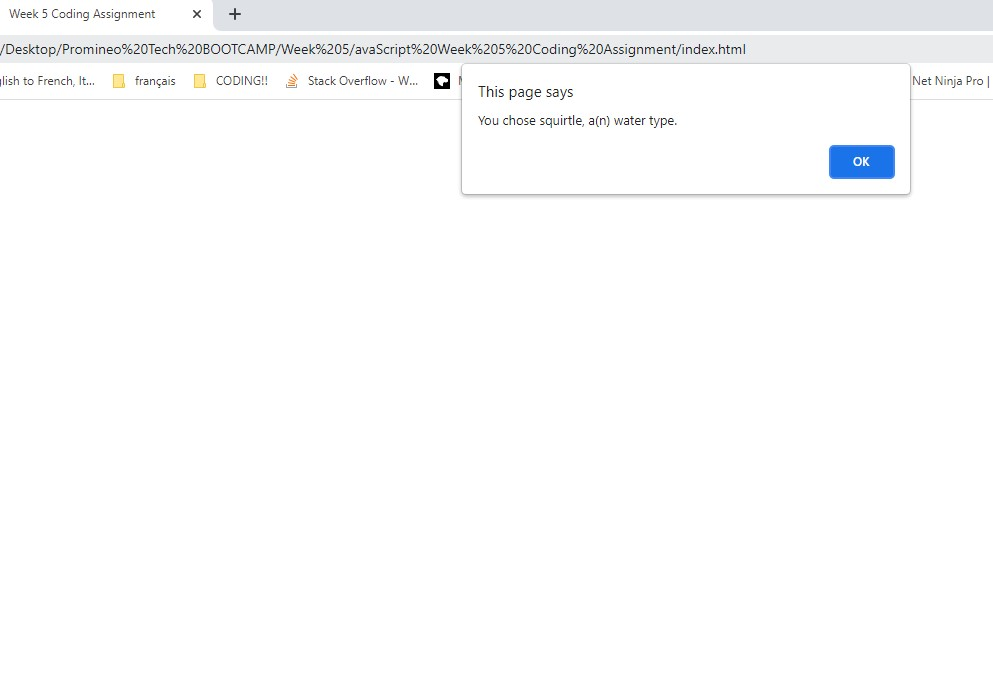 Week 5 Coding Assignment
/Desktop/Promineo%20Tech%20BOOTCAMP/Week%205/avaScript%20Week%205%20Coding%20Assignment/index.html
glish to French, It... français CODING!! Stack Overflow - W... Net Ninja Pro |
This page says
You chose squirtle, a(n) water type.
OK